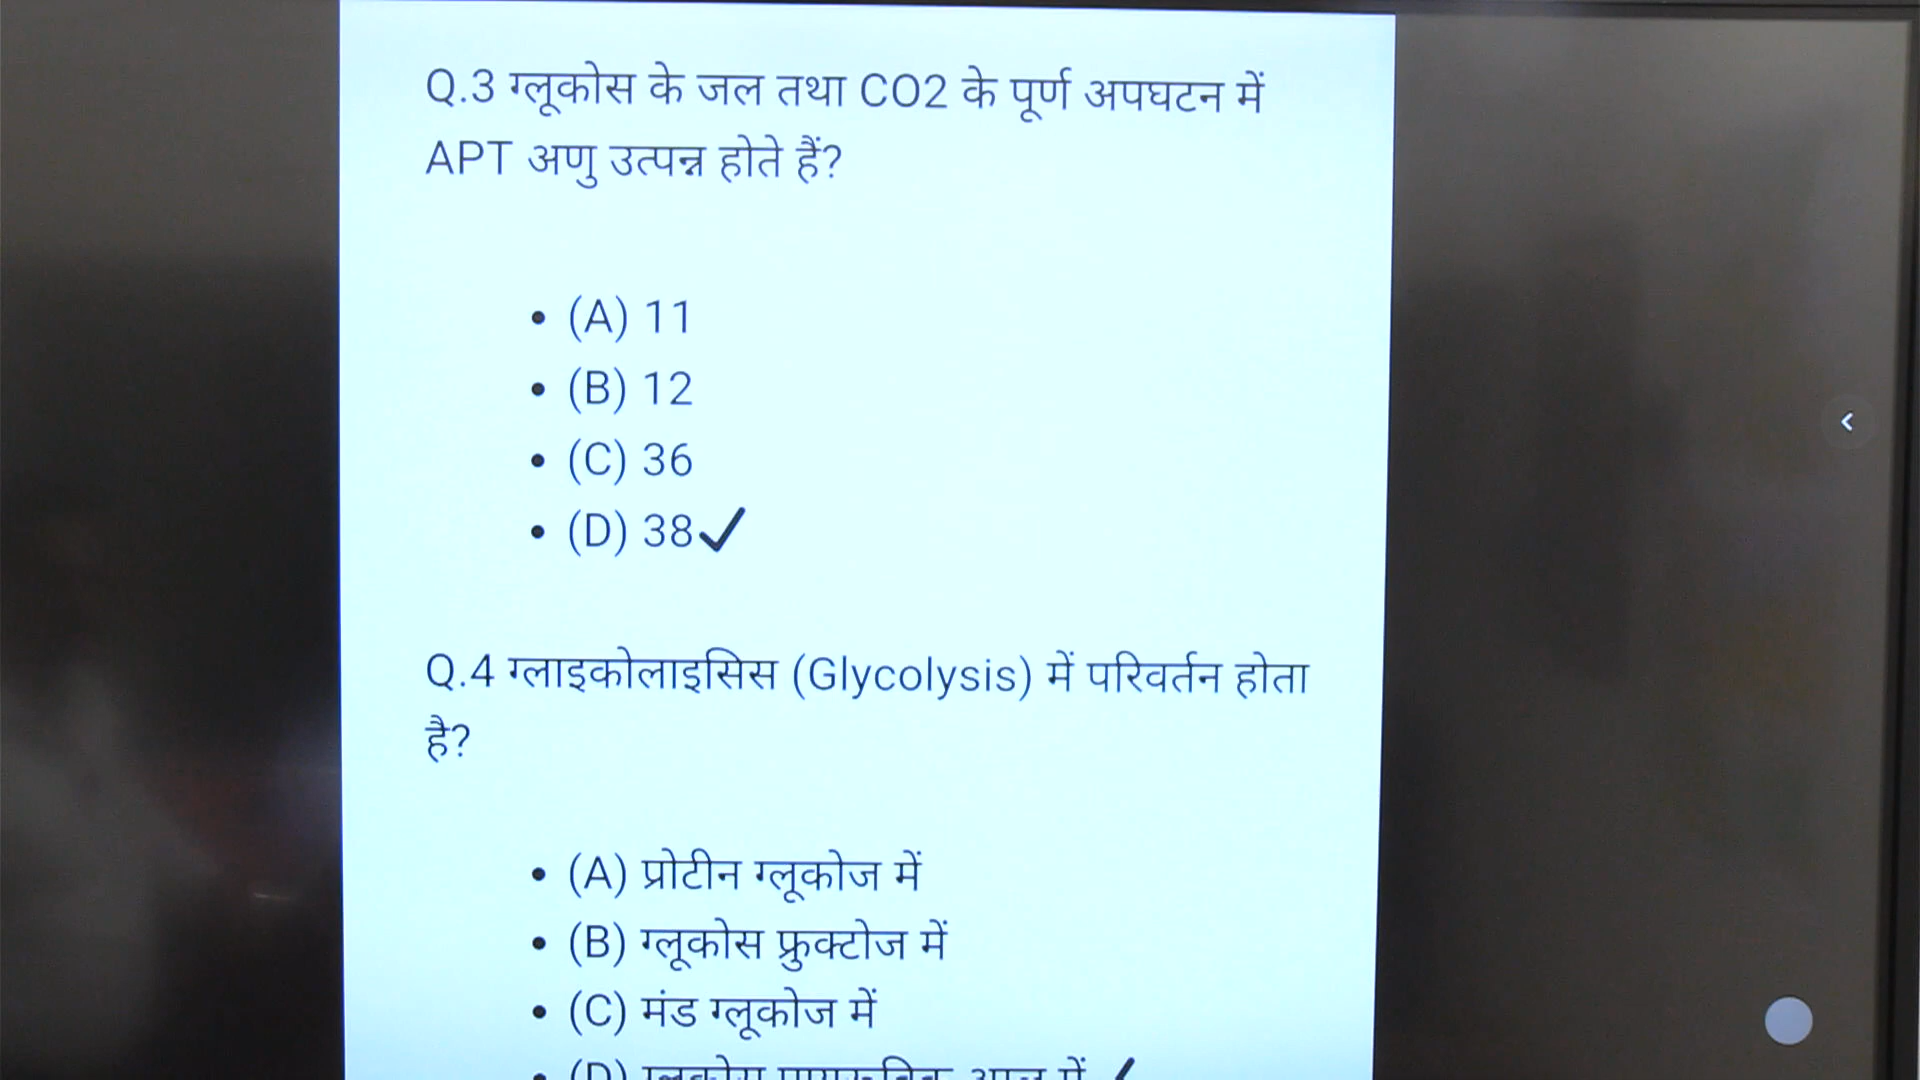 Q.3 ग्लूकोस के जल तथा CO2 के पूर्ण अपघटन में
APT अणु उत्पन्न होते हैं?
• (A) 11
• (B) 12
• (C) 36
• (D) 38✓
Q.4 ग्लाइकोलाइसिस (Glycolysis) में परिवर्तन होता
है?
• (A) प्रोटीन ग्लूकोज में
• (B) ग्लूकोस फ्रुक्टोज में
• (C) मंड ग्लूकोज में
• (D) ग्लूकोस में ✓